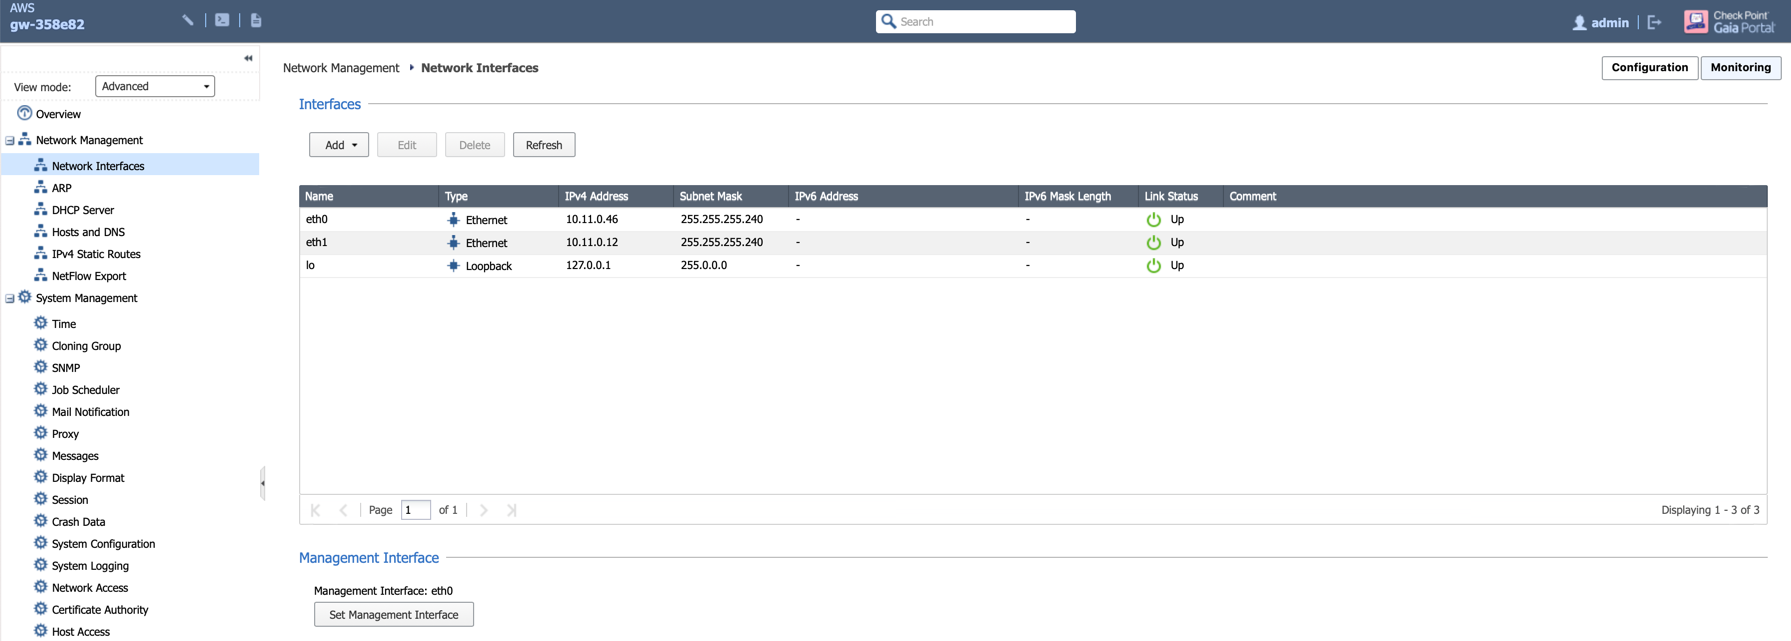 AWS
gw-358e82
Search
admin
Check Point
Gaia Portal
View mode: Advanced
Overview
Network Management
Network Interfaces
ARP
DHCP Server
Hosts and DNS
IPv4 Static Routes
NetFlow Export
System Management
Time
Cloning Group
SNMP
Job Scheduler
Mail Notification
Proxy
Messages
Display Format
Session
Crash Data
System Configuration
System Logging
Network Access
Certificate Authority
Host Access
Network Management Network Interfaces
Configuration Monitoring
Interfaces
Add Edit Delete Refresh
Name Type IPv4 Address Subnet Mask IPv6 Address IPv6 Mask Length Link Status Comment
eth0 Ethernet 10.11.0.46 255.255.255.240 - - Up
eth1 Ethernet 10.11.0.12 255.255.255.240 - - Up
lo Loopback 127.0.0.1 255.0.0.0 - - Up
Page 1 of 1 Displaying 1 - 3 of 3
Management Interface
Management Interface: eth0
Set Management Interface